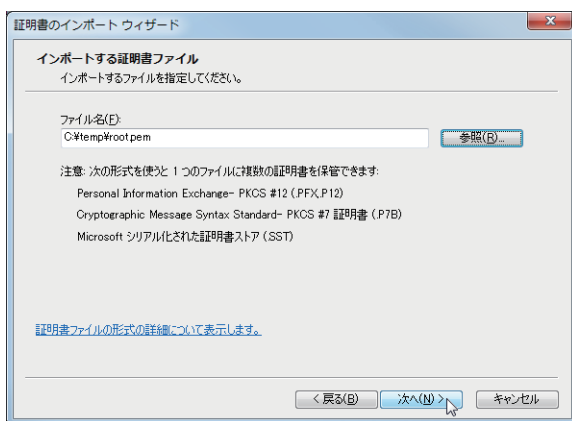 証明書のインポート ウィザード
インポートする証明書ファイル
インポートするファイルを指定してください。
ファイル名(F):
C:¥temp¥root.pem
参照(R)...
注意: 次の形式を使うと 1 つのファイルに複数の証明書を保管できます:
Personal Information Exchange- PKCS #12 (.PFX,.P12)
Cryptographic Message Syntax Standard- PKCS #7 証明書 (.P7B)
Microsoft シリアル化された証明書ストア (.SST)
証明書ファイルの形式の詳細について表示します。
< 戻る(B)
次へ(N) >
キャンセル